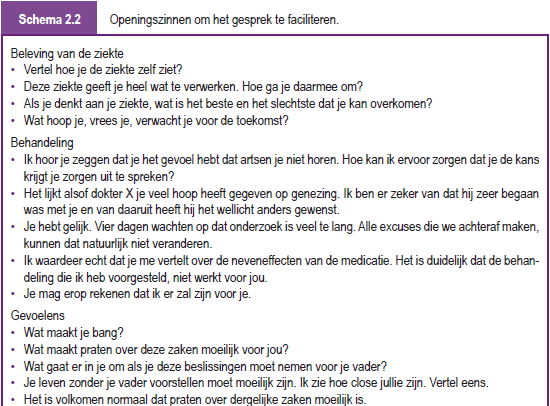 Schema 2.2 Openingszinnen om het gesprek te faciliteren.
Beleving van de ziekte
• Vertel hoe je de ziekte zelf ziet?
• Deze ziekte geeft je heel wat te verwerken. Hoe ga je daarmee om?
• Als je denkt aan je ziekte, wat is het beste en het slechtste dat je kan overkomen?
• Wat hoop je, vrees je, verwacht je voor de toekomst?
Behandeling
• Ik hoor je zeggen dat je het gevoel hebt dat artsen je niet horen. Hoe kan ik ervoor zorgen dat je de kans
krijgt je zorgen uit te spreken?
• Het lijkt alsof dokter X je veel hoop heeft gegeven op genezing. Ik ben er zeker van dat hij zeer begaan
was met je en van daaruit heeft hij het wellicht anders gewenst.
• Je hebt gelijk. Vier dagen wachten op dat onderzoek is veel te lang. Alle excuses die we achteraf maken,
kunnen dat natuurlijk niet veranderen.
• Ik waardeer echt dat je me vertelt over de neveneffecten van de medicatie. Het is duidelijk dat de behan-
deling die ik heb voorgesteld, niet werkt voor jou.
• Je mag erop rekenen dat ik er zal zijn voor je.
Gevoelens
• Wat maakt je bang?
• Wat maakt praten over deze zaken moeilijk voor jou?
• Wat gaat er in je om als je deze beslissingen moet nemen voor je vader?
• Je leven zonder je vader voorstellen moet moeilijk zijn. Ik zie hoe close jullie zijn. Vertel eens.
• Het is volkomen normaal dat praten over dergelijke zaken moeilijk is.